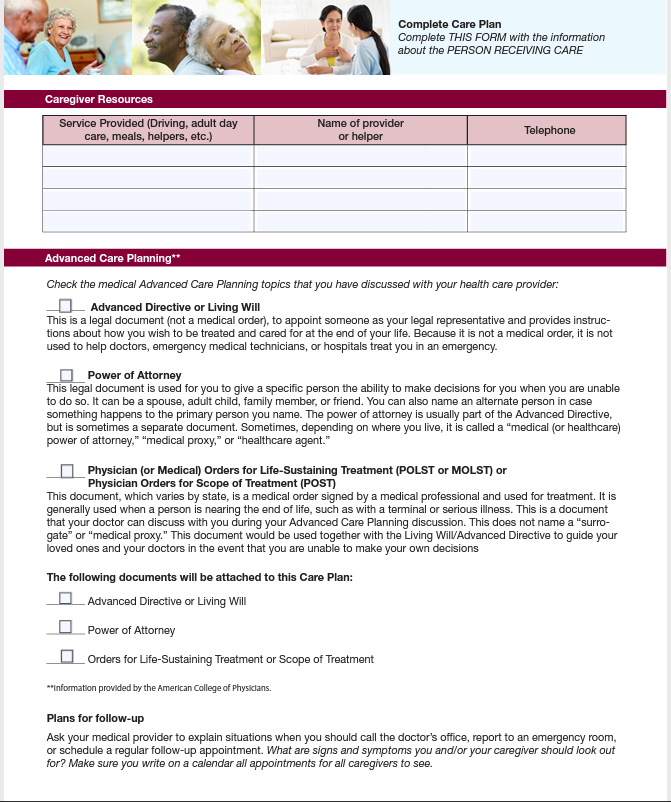 Complete Care Plan
Complete THIS FORM with the information
about the PERSON RECEIVING CARE
Caregiver Resources
Service Provided (Driving, adult day
care, meals, helpers, etc.)
Name of provider
or helper
Telephone
Advanced Care Planning**
Check the medical Advanced Care Planning topics that you have discussed with your health care provider:
Advanced Directive or Living Will
This is a legal document (not a medical order), to appoint someone as your legal representative and provides instruc-
tions about how you wish to be treated and cared for at the end of your life. Because it is not a medical order, it is not
used to help doctors, emergency medical technicians, or hospitals treat you in an emergency.
Power of Attorney
This legal document is used for you to give a specific person the ability to make decisions for you when you are unable
to do so. It can be a spouse, adult child, family member, or friend. You can also name an alternate person in case
something happens to the primary person you name. The power of attorney is usually part of the Advanced Directive,
but is sometimes a separate document. Sometimes, depending on where you live, it is called a “medical (or healthcare)
power of attorney,” “medical proxy,” or “healthcare agent.”
Physician (or Medical) Orders for Life-Sustaining Treatment (POLST or MOLST) or
Physician Orders for Scope of Treatment (POST)
This document, which varies by state, is a medical order signed by a medical professional and used for treatment. It is
generally used when a person is nearing the end of life, such as with a terminal or serious illness. This is a document
that your doctor can discuss with you during your Advanced Care Planning discussion. This does not name a “surro-
gate” or “medical proxy.” This document would be used together with the Living Will/Advanced Directive to guide your
loved ones and your doctors in the event that you are unable to make your own decisions
The following documents will be attached to this Care Plan:
Advanced Directive or Living Will
Power of Attorney
Orders for Life-Sustaining Treatment or Scope of Treatment
**Information provided by the American College of Physicians.
Plans for follow-up
Ask your medical provider to explain situations when you should call the doctor’s office, report to an emergency room,
or schedule a regular follow-up appointment. What are signs and symptoms you and/or your caregiver should look out
for? Make sure you write on a calendar all appointments for all caregivers to see.